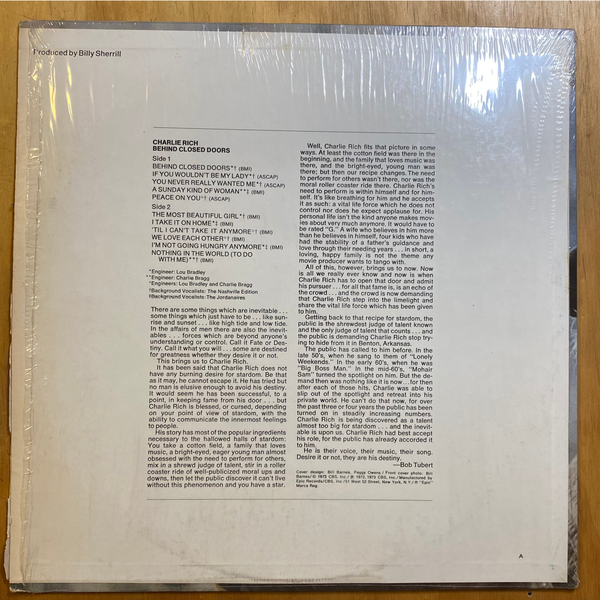 Produced by Billy Sherrill
CHARLIE RICH
BEHIND CLOSED DOORS
Side 1
BEHIND CLOSED DOORS*† (BMI)
IF YOU WOULDN'T BE MY LADY*† (ASCAP)
YOU NEVER REALLY WANTED ME*† (ASCAP)
A SUNDAY KIND OF WOMAN**‡ (BMI)
PEACE ON YOU°† (ASCAP)
Side 2
THE MOST BEAUTIFUL GIRL*† (BMI)
I TAKE IT ON HOME*‡ (BMI)
'TIL I CAN'T TAKE IT ANYMORE°† (BMI)
WE LOVE EACH OTHER°† (BMI)
I'M NOT GOING HUNGRY ANYMORE*‡ (BMI)
NOTHING IN THE WORLD (TO DO
WITH ME)**† (BMI)
*Engineer: Lou Bradley
**Engineer: Charlie Bragg
°Engineers: Lou Bradley and Charlie Bragg
†Background Vocalists: The Nashville Edition
‡Background Vocalists: The Jordanaires
There are some things which are inevitable . . .
some things which just have to be . . . like sun-
rise and sunset . . . like high tide and low tide.
In the affairs of men there are also the inevit-
ables . . . forces which are beyond anyone's
understanding or control. Call it Fate or Des-
tiny. Call it what you will . . . some are destined
for greatness whether they desire it or not.
This brings us to Charlie Rich.
It has been said that Charlie Rich does not
have any burning desire for stardom. Be that
as it may, he cannot escape it. He has tried but
no man is elusive enough to avoid his destiny.
It would seem he has been successful, to a
point, in keeping fame from his door . . . but
Charlie Rich is blessed, or cursed, depending
on your point of view of stardom, with the
ability to communicate the innermost feelings
to people.
His story has most of the popular ingredients
necessary to the hallowed halls of stardom:
You take a cotton field, a family that loves
music, a bright-eyed, eager young man almost
obsessed with the need to perform for others,
mix in a shrewd judge of talent, stir in a roller
coaster ride of well-publicized moral ups and
downs, then let the public discover it can't live
without this phenomenon and you have a star.
Well, Charlie Rich fits that picture in some
ways. At least the cotton field was there in the
beginning, and the family that loves music was
there, and the bright-eyed, young man was
there; but then our recipe changes. The need
to perform for others wasn't there, nor was the
moral roller coaster ride there. Charlie Rich's
need to perform is within himself and for him-
self. It's like breathing for him and he accepts
it as such: a vital life force which he does not
control nor does he expect applause for. His
personal life isn't the kind anyone makes mov-
ies about very much anymore. It would have to
be rated "G." A wife who believes in him more
than he believes in himself, four kids who have
had the stability of a father's guidance and
love through their needing years . . . in short, a
loving, happy family is not the theme any
movie producer wants to tango with.
All of this, however, brings us to now. Now
is all we really ever know and now is when
Charlie Rich has to open that door and admit
his pursuer . . . for all that fame is, is an echo of
the crowd . . . and the crowd is now demanding
that Charlie Rich step into the limelight and
share the vital life force which has been given
to him.
Getting back to that recipe for stardom, the
public is the shrewdest judge of talent known
and the only judge of talent that counts . . . and
the public is demanding Charlie Rich stop try-
ing to hide from it in Benton, Arkansas.
The public has called to him before. In the
late 50's, when he sang to them of "Lonely
Weekends." In the early 60's, when he was
"Big Boss Man." In the mid-60's, "Mohair
Sam" turned the spotlight on him. But the de-
mand then was nothing like it is now . . . for then
after each of those hits, Charlie was able to
slip out of the spotlight and retreat into his
private world. He can't do that now, for over
the past three or four years the public has been
turned on in steadily increasing numbers.
Charlie Rich is being discovered as a talent
almost too big for stardom . . . and the inevit-
able is upon us. Charlie Rich had best accept
his role, for the public has already accorded it
to him.
He is their voice, their music, their song.
Desire it or not, they are his destiny.
—Bob Tubert
Cover design: Bill Barnes, Peggy Owens / Front cover photo: Bill
Barnes/© 1973 CBS, Inc./℗ 1972, 1973 CBS, Inc./Manufactured by
Epic Records/CBS, Inc./51 West 52 Street, New York, N.Y./® "Epic"
Marca Reg.
A